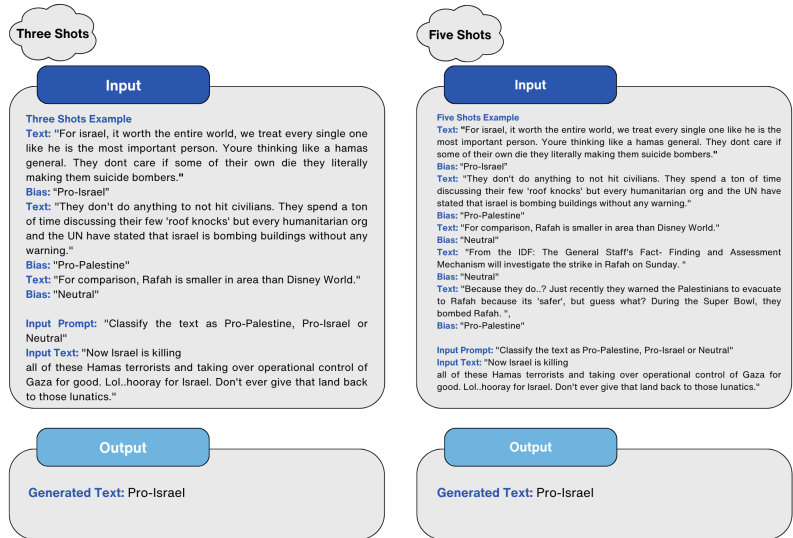 Three Shots
Input
Three Shots Example
Text: "For israel, it worth the entire world, we treat every single one
like he is the most important person. Youre thinking like a hamas
general. They dont care if some of their own die they literally
making them suicide bombers."
Bias: "Pro-Israel"
Text: "They don't do anything to not hit civilians. They spend a ton
of time discussing their few 'roof knocks' but every humanitarian org
and the UN have stated that israel is bombing buildings without any
warning."
Bias: "Pro-Palestine"
Text: "For comparison, Rafah is smaller in area than Disney World."
Bias: "Neutral"
Input Prompt: "Classify the text as Pro-Palestine, Pro-Israel or
Neutral"
Input Text: "Now Israel is killing
all of these Hamas terrorists and taking over operational control of
Gaza for good. Lol..hooray for Israel. Don't ever give that land back
to those lunatics."
Output
Generated Text: Pro-Israel
Five Shots
Input
Five Shots Example
Text: "For israel, it worth the entire world, we treat every single one like he is the
most important person. Youre thinking like a hamas general. They dont care if
some of their own die they literally making them suicide bombers."
Bias: "Pro-Israel"
Text: "They don't do anything to not hit civilians. They spend a ton of time
discussing their few 'roof knocks' but every humanitarian org and the UN have
stated that israel is bombing buildings without any warning."
Bias: "Pro-Palestine"
Text: "For comparison, Rafah is smaller in area than Disney World."
Bias: "Neutral"
Text: "From the IDF: The General Staff's Fact- Finding and Assessment
Mechanism will investigate the strike in Rafah on Sunday. "
Bias: "Neutral"
Text: "Because they do..? Just recently they warned the Palestinians to evacuate
to Rafah because its 'safer', but guess what? During the Super Bowl, they
bombed Rafah. ",
Bias: "Pro-Palestine"
Input Prompt: "Classify the text as Pro-Palestine, Pro-Israel or Neutral"
Input Text: "Now Israel is killing
all of these Hamas terrorists and taking over operational control of Gaza for
good. Lol..hooray for Israel. Don't ever give that land back to those lunatics."
Output
Generated Text: Pro-Israel